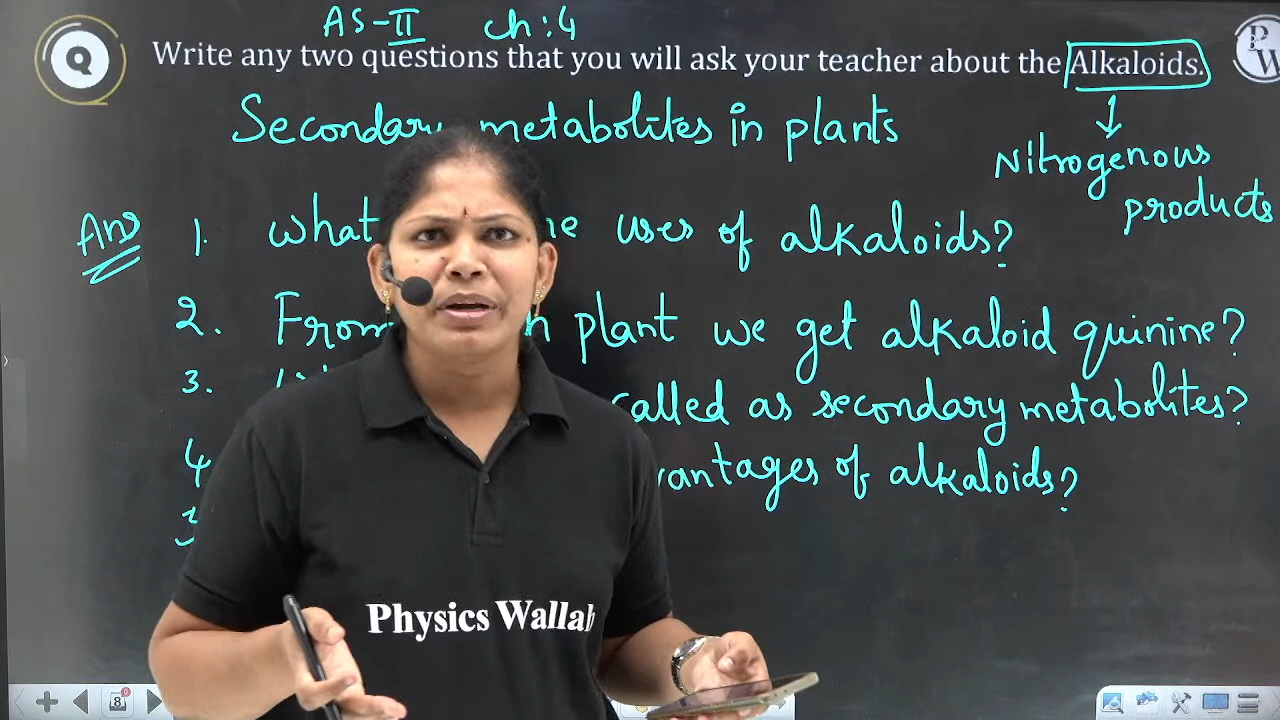 AS-II ch:4
Q Write any two questions that you will ask your teacher about the Alkaloids. PW
Secondary metabolites in plants
Nitrogenous
products
Ans 1. What uses of alkaloids?
2. From plant we get alkaloid quinine?
3. called as secondary metabolites?
4 of alkaloids?
Physics Wallah
8